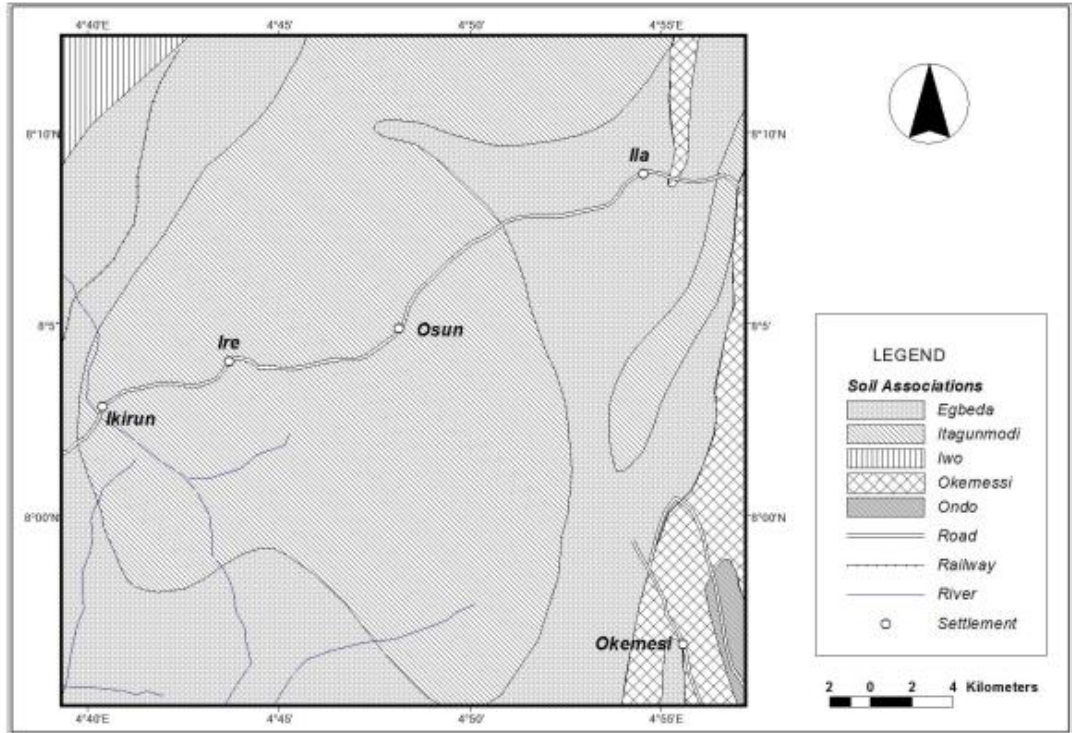 4°40'E 4°45' 4°50' 4°55'E
8°10'N 8°10'N
Ila
8°5' 8°5'
Osun
Ire
Ikirun
8°00'N 8°00'N
Okemesi
4°40'E 4°45' 4°50' 4°55'E
LEGEND
Soil Associations
Egbeda
Itagunmodi
Iwo
Okemessi
Ondo
Road
Railway
River
Settlement
2 0 2 4 Kilometers